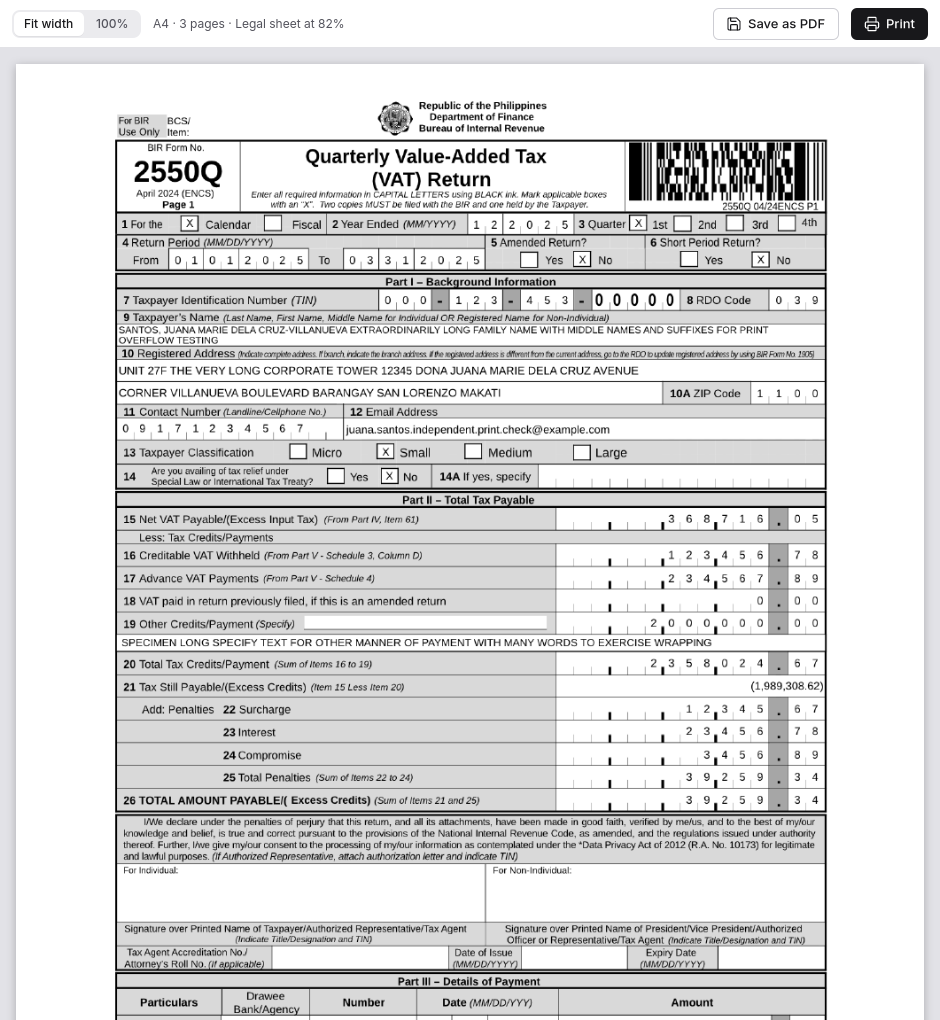 Fit width 100% A4 · 3 pages · Legal sheet at 82% Save as PDF Print
Republic of the Philippines
Department of Finance
Bureau of Internal Revenue
For BIR Use Only BCS/ Item:
BIR Form No.
2550Q
April 2024 (ENCS)
Page 1
Quarterly Value-Added Tax
(VAT) Return
Enter all required information in CAPITAL LETTERS using BLACK ink. Mark applicable boxes
with an "X". Two copies MUST be filed with the BIR and one held by the Taxpayer.
2550Q 04/24ENCS P1
1 For the X Calendar Fiscal 2 Year Ended (MM/YYYY) 1 2 2 0 2 5 3 Quarter X 1st 2nd 3rd 4th
4 Return Period (MM/DD/YYYY) 5 Amended Return? 6 Short Period Return?
From 0 1 0 1 2 0 2 5 To 0 3 3 1 2 0 2 5 Yes X No Yes X No
Part I – Background Information
7 Taxpayer Identification Number (TIN) 0 0 0 - 1 2 3 - 4 5 3 - 0 0 0 0 0 8 RDO Code 0 3 9
9 Taxpayer's Name (Last Name, First Name, Middle Name for Individual OR Registered Name for Non-Individual)
SANTOS, JUANA MARIE DELA CRUZ-VILLANUEVA EXTRAORDINARILY LONG FAMILY NAME WITH MIDDLE NAMES AND SUFFIXES FOR PRINT
OVERFLOW TESTING
10 Registered Address (Indicate complete address. If branch, indicate the branch address. If the registered address is different from the current address, go to the RDO to update registered address by using BIR Form No. 1905)
UNIT 27F THE VERY LONG CORPORATE TOWER 12345 DONA JUANA MARIE DELA CRUZ AVENUE
CORNER VILLANUEVA BOULEVARD BARANGAY SAN LORENZO MAKATI 10A ZIP Code 1 1 0 0
11 Contact Number (Landline/Cellphone No.) 12 Email Address
0 9 1 7 1 2 3 4 5 6 7 juana.santos.independent.print.check@example.com
13 Taxpayer Classification Micro X Small Medium Large
14 Are you availing of tax relief under
Special Law or International Tax Treaty? Yes X No 14A If yes, specify
Part II – Total Tax Payable
15 Net VAT Payable/(Excess Input Tax) (From Part IV, Item 61) 3 6 8 7 1 6 . 0 5
Less: Tax Credits/Payments
16 Creditable VAT Withheld (From Part V - Schedule 3, Column D) 1 2 3 4 5 6 . 7 8
17 Advance VAT Payments (From Part V - Schedule 4) 2 3 4 5 6 7 . 8 9
18 VAT paid in return previously filed, if this is an amended return 0 . 0 0
19 Other Credits/Payment (Specify) 2 0 0 0 0 0 0 . 0 0
SPECIMEN LONG SPECIFY TEXT FOR OTHER MANNER OF PAYMENT WITH MANY WORDS TO EXERCISE WRAPPING
20 Total Tax Credits/Payment (Sum of Items 16 to 19) 2 3 5 8 0 2 4 . 6 7
21 Tax Still Payable/(Excess Credits) (Item 15 Less Item 20) (1,989,308.62)
Add: Penalties 22 Surcharge 1 2 3 4 5 . 6 7
23 Interest 2 3 4 5 6 . 7 8
24 Compromise 3 4 5 6 . 8 9
25 Total Penalties (Sum of Items 22 to 24) 3 9 2 5 9 . 3 4
26 TOTAL AMOUNT PAYABLE/( Excess Credits) (Sum of Items 21 and 25) 3 9 2 5 9 . 3 4
I/We declare under the penalties of perjury that this return, and all its attachments, have been made in good faith, verified by me/us, and to the best of my/our
knowledge and belief, is true and correct pursuant to the provisions of the National Internal Revenue Code, as amended, and the regulations issued under authority
thereof. Further, I/we give my/our consent to the processing of my/our information as contemplated under the *Data Privacy Act of 2012 (R.A. No. 10173) for legitimate
and lawful purposes. (If Authorized Representative, attach authorization letter and indicate TIN)
For Individual: For Non-Individual:
Signature over Printed Name of Taxpayer/Authorized Representative/Tax Agent
(Indicate Title/Designation and TIN)
Signature over Printed Name of President/Vice President/Authorized
Officer or Representative/Tax Agent (Indicate Title/Designation and TIN)
Tax Agent Accreditation No./
Attorney's Roll No. (if applicable)
Date of Issue
(MM/DD/YYYY)
Expiry Date
(MM/DD/YYYY)
Part III – Details of Payment
Particulars Drawee Bank/Agency Number Date (MM/DD/YYY) Amount